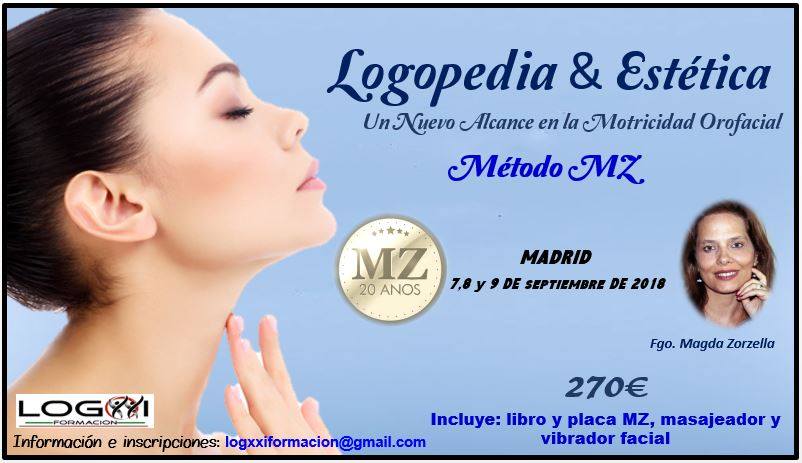 Logopedia & Estética
Un Nuevo Alcance en la Motricidad Orofacial
Método MZ
MZ
20 ANOS
MADRID
7,8 y 9 DE septiembre DE 2018
Fgo. Magda Zorzella
270€
Incluye: libro y placa MZ, masajeador y
vibrador facial
LOGXXI
FORMACION
Información e inscripciones: logxxiformacion@gmail.com